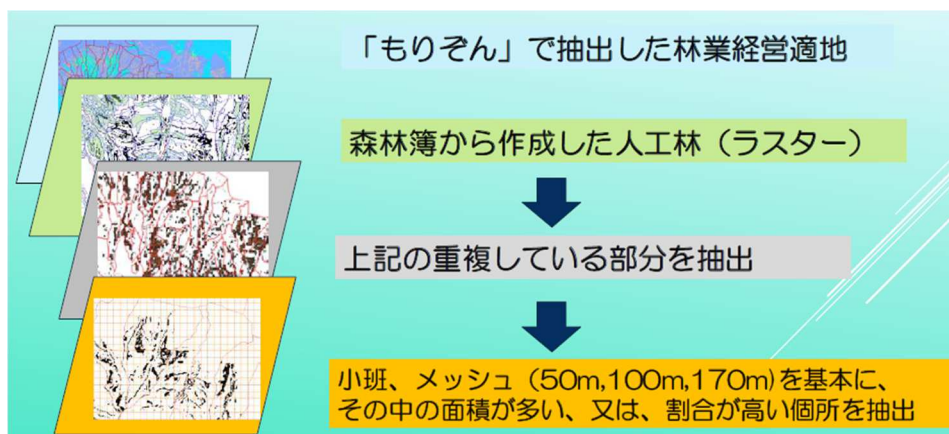 「もりぞん」で抽出した林業経営適地
森林簿から作成した人工林（ラスター）
上記の重複している部分を抽出
小班、メッシュ（50m,100m,170m)を基本に、
その中の面積が多い、又は、割合が高い個所を抽出